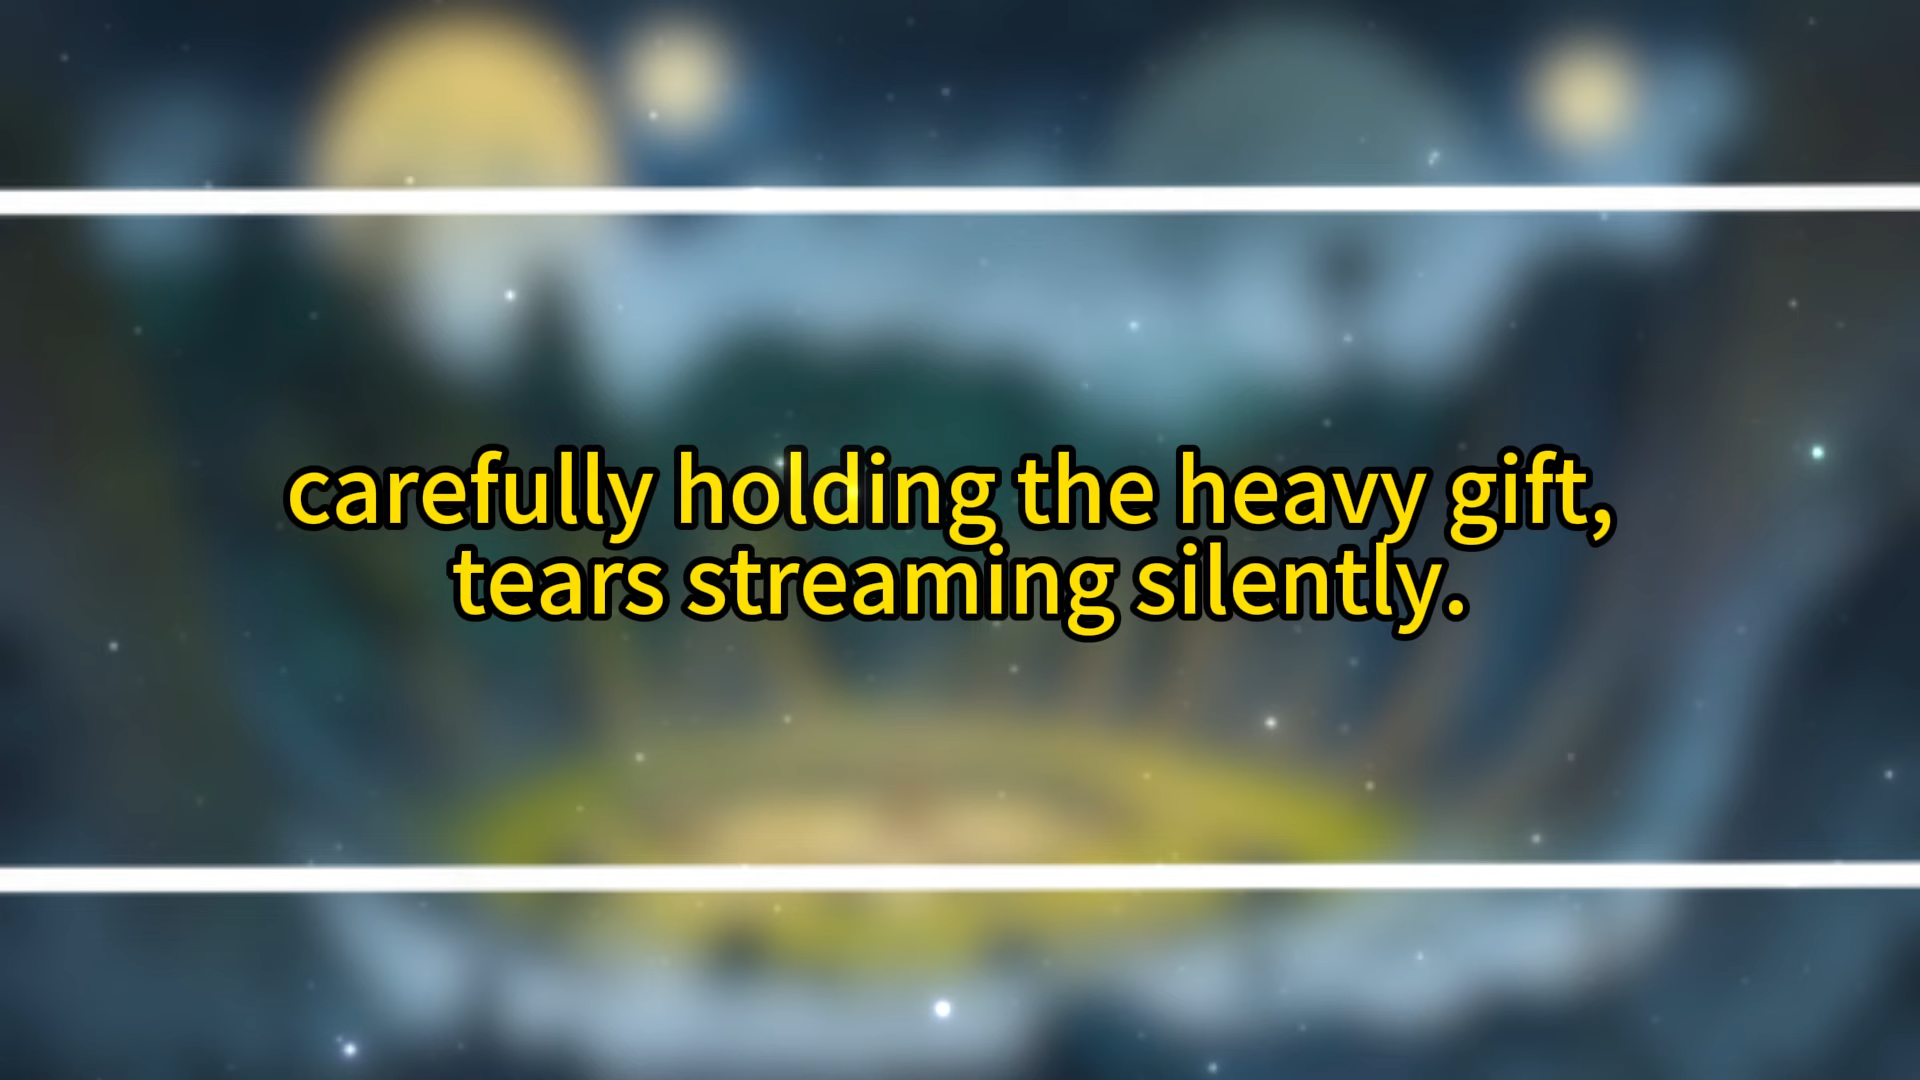 carefully holding the heavy gift,
tears streaming silently.